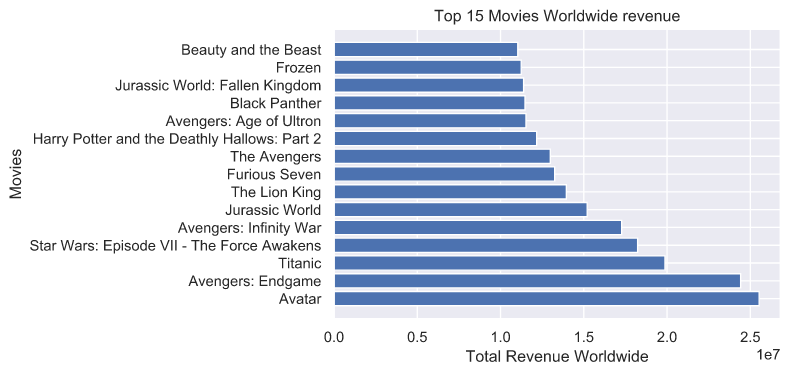 Top 15 Movies Worldwide revenue
Movies
Beauty and the Beast
Frozen
Jurassic World: Fallen Kingdom
Black Panther
Avengers: Age of Ultron
Harry Potter and the Deathly Hallows: Part 2
The Avengers
Furious Seven
The Lion King
Jurassic World
Avengers: Infinity War
Star Wars: Episode VII - The Force Awakens
Titanic
Avengers: Endgame
Avatar
0.0 0.5 1.0 1.5 2.0 2.5
1e7
Total Revenue Worldwide